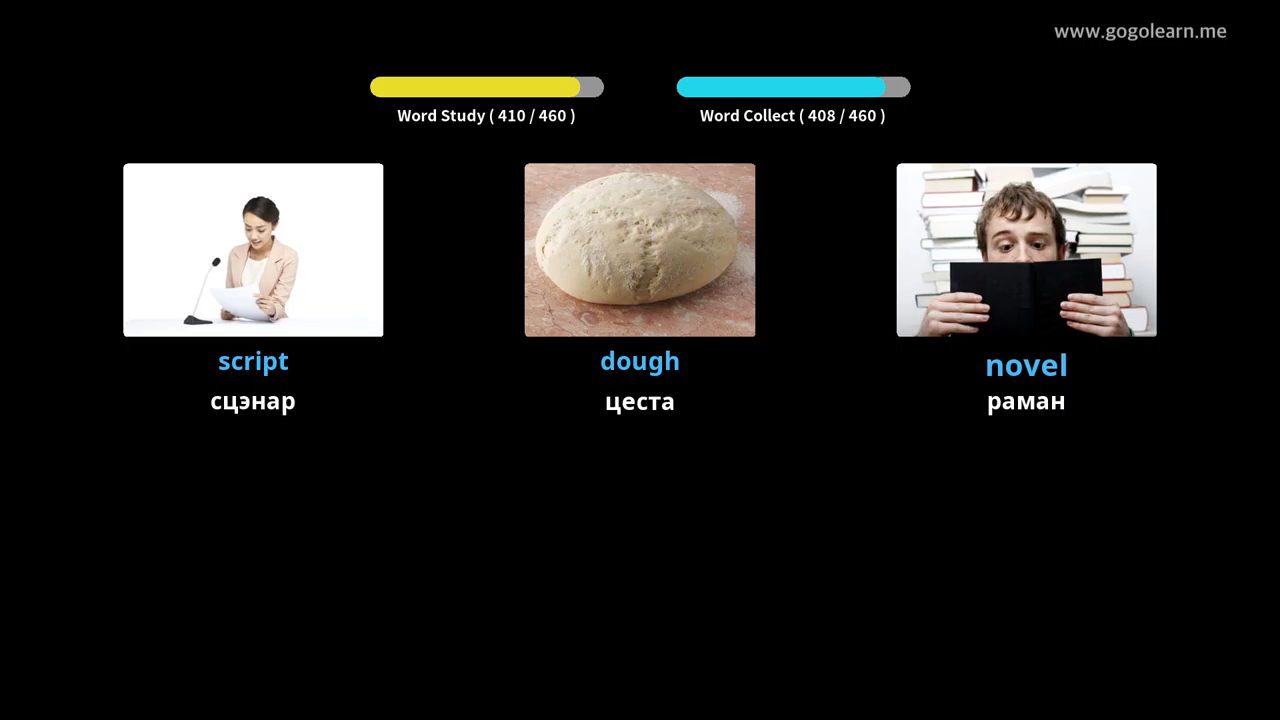 www.gogolearn.me
Word Study ( 410 / 460 )
Word Collect ( 408 / 460 )
script
dough
novel
сцэнар
цеста
раман